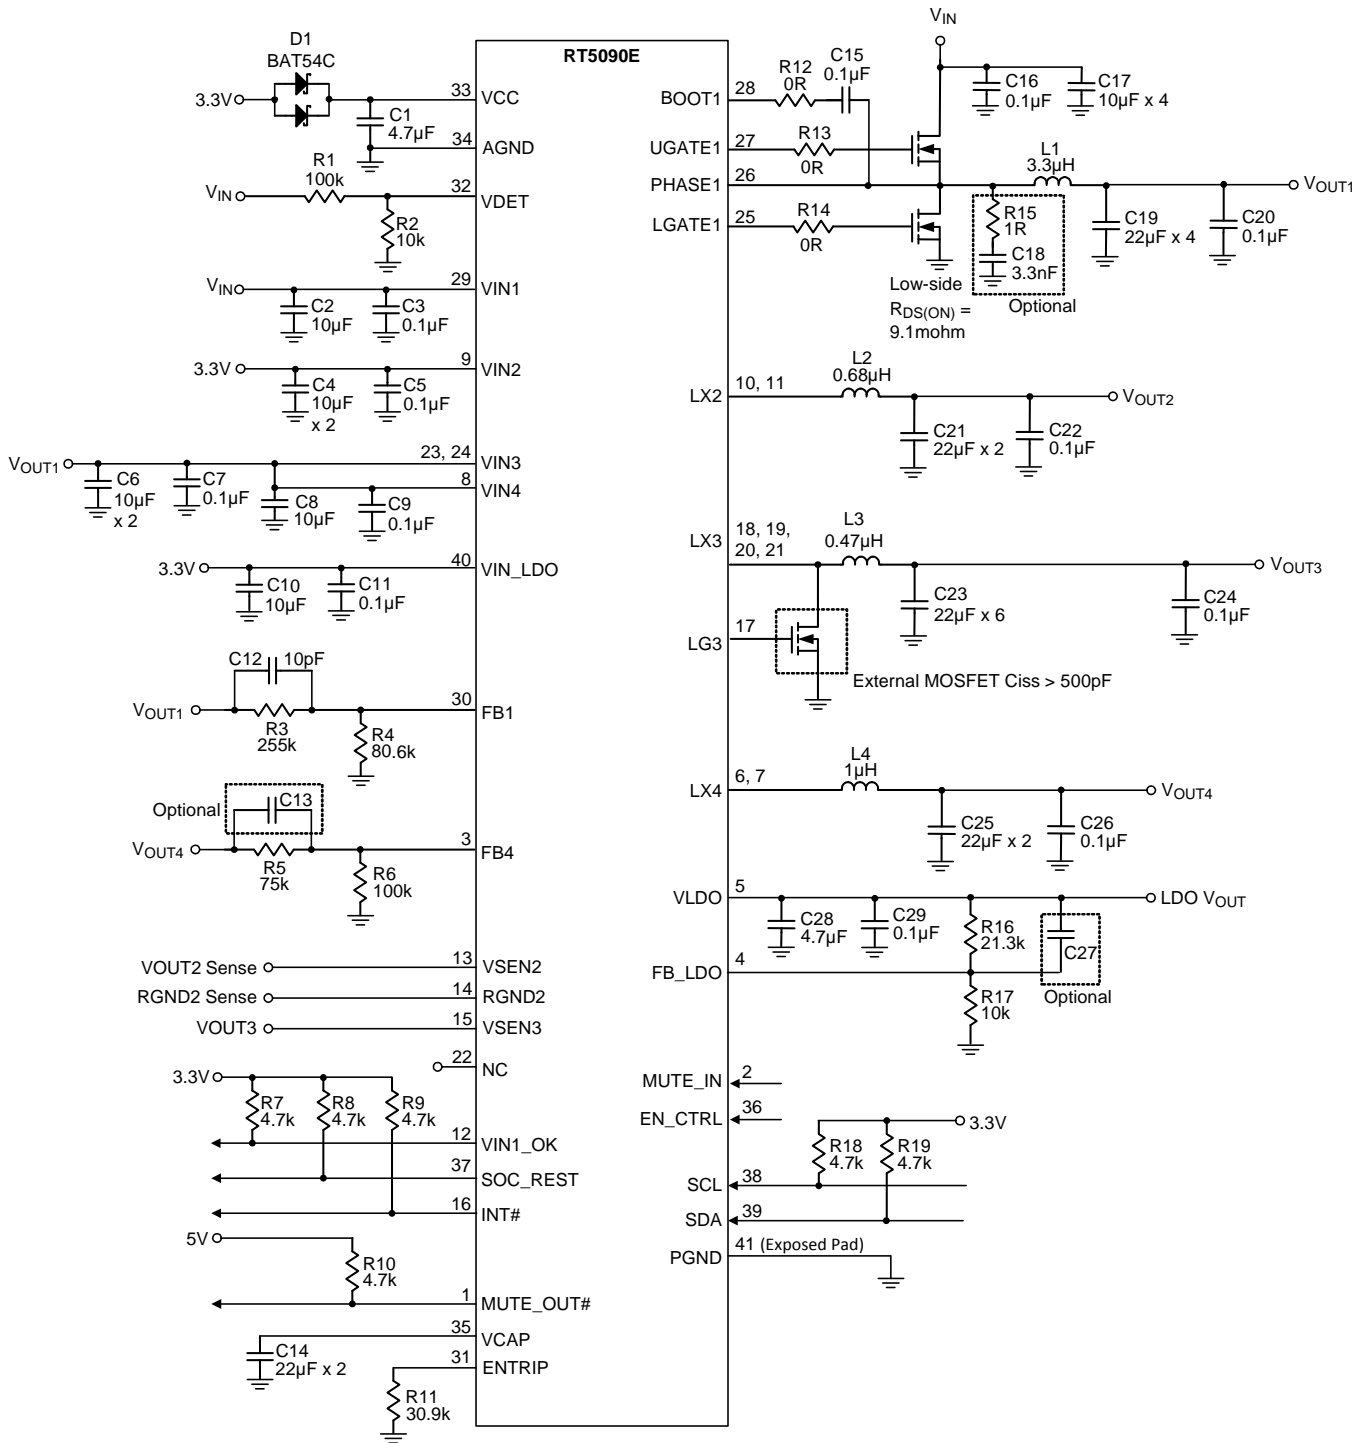 RT5090E
D1
BAT54C
3.3V
33
VCC
C1
4.7µF
34
AGND
R1
100k
VIN
32
VDET
R2
10k
VIN
29
VIN1
C2
10µF
C3
0.1µF
3.3V
9
VIN2
C4
10µF
x 2
C5
0.1µF
VOUT1
23, 24
VIN3
8
VIN4
C6
10µF
x 2
C7
0.1µF
C8
10µF
C9
0.1µF
3.3V
40
VIN_LDO
C10
10µF
C11
0.1µF
C12
10pF
VOUT1
30
FB1
R3
255k
R4
80.6k
Optional
C13
VOUT4
3
FB4
R5
75k
R6
100k
VOUT2 Sense
13
VSEN2
RGND2 Sense
14
RGND2
VOUT3
15
VSEN3
22
NC
3.3V
R7
4.7k
R8
4.7k
R9
4.7k
12
VIN1_OK
37
SOC_REST
16
INT#
5V
R10
4.7k
1
MUTE_OUT#
35
VCAP
C14
22µF x 2
31
ENTRIP
R11
30.9k
VIN
C16
0.1µF
C17
10µF x 4
BOOT1
28
R12
0R
C15
0.1µF
UGATE1
27
R13
0R
PHASE1
26
L1
3.3µH
VOUT1
LGATE1
25
R14
0R
R15
1R
C18
3.3nF
Optional
C19
22µF x 4
C20
0.1µF
Low-side
RDS(ON) =
9.1mohm
LX2
10, 11
L2
0.68µH
VOUT2
C21
22µF x 2
C22
0.1µF
LX3
18, 19,
20, 21
L3
0.47µH
VOUT3
C23
22µF x 6
C24
0.1µF
LG3
17
External MOSFET Ciss > 500pF
LX4
6, 7
L4
1µH
VOUT4
C25
22µF x 2
C26
0.1µF
VLDO
5
LDO VOUT
C28
4.7µF
C29
0.1µF
R16
21.3k
C27
Optional
FB_LDO
4
R17
10k
MUTE_IN
2
EN_CTRL
36
3.3V
R18
4.7k
R19
4.7k
SCL
38
SDA
39
PGND
41 (Exposed Pad)